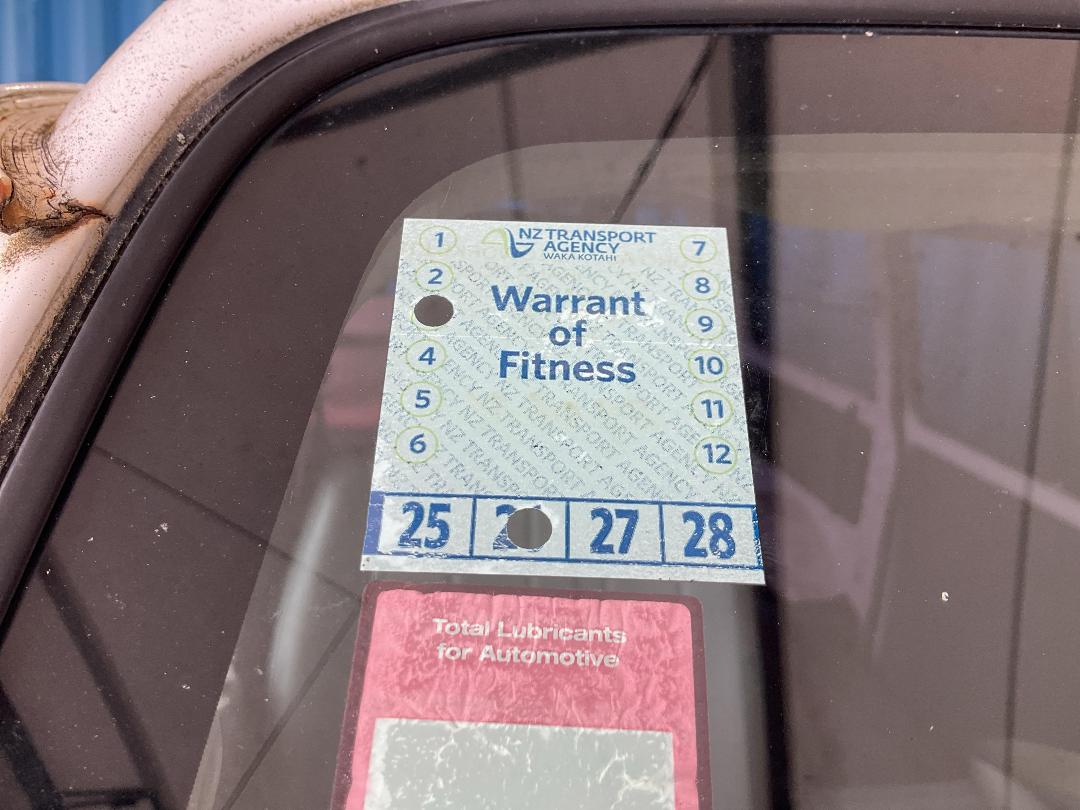 NZ TRANSPORT
AGENCY
WAKA KOTAHI
Warrant
of
Fitness
1
2
4
5
6
7
8
9
10
11
12
25
27
28
Total Lubricants
for Automotive